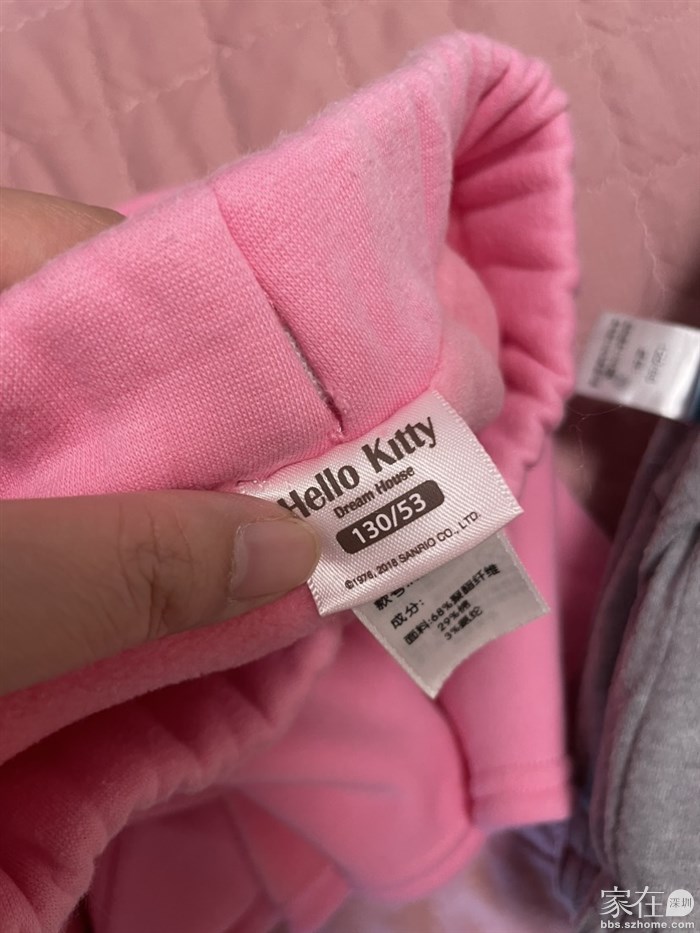 Hello Kitty
Dream House
130/53
©1976, 2018 SANRIO CO., LTD.
成分:
面料:68%聚酯纤维
29%棉
3%氨纶
家在深圳
bbs.szhome.com